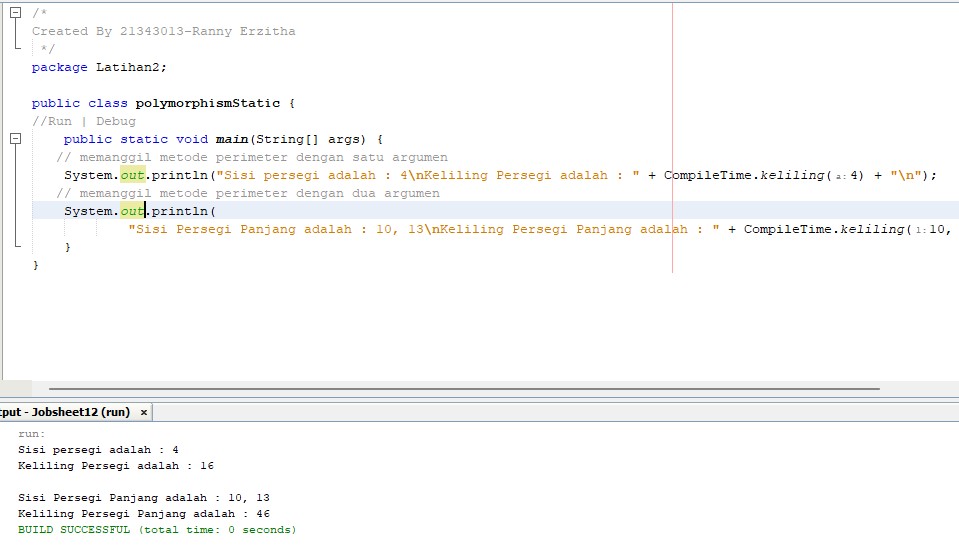 /*
Created By 21343013-Ranny Erzitha
*/
package Latihan2;
public class polymorphismStatic {
//Run | Debug
public static void main(String[] args) {
// memanggil metode perimeter dengan satu argumen
System.out.println("Sisi persegi adalah : 4\nKeliling Persegi adalah : " + CompileTime.keliling( a: 4) + "\n");
// memanggil metode perimeter dengan dua argumen
System.out.println(
"Sisi Persegi Panjang adalah : 10, 13\nKeliling Persegi Panjang adalah : " + CompileTime.keliling( l: 10,
}
}
tput - Jobsheet12 (run) ×
run:
Sisi persegi adalah : 4
Keliling Persegi adalah : 16
Sisi Persegi Panjang adalah : 10, 13
Keliling Persegi Panjang adalah : 46
BUILD SUCCESSFUL (total time: 0 seconds)